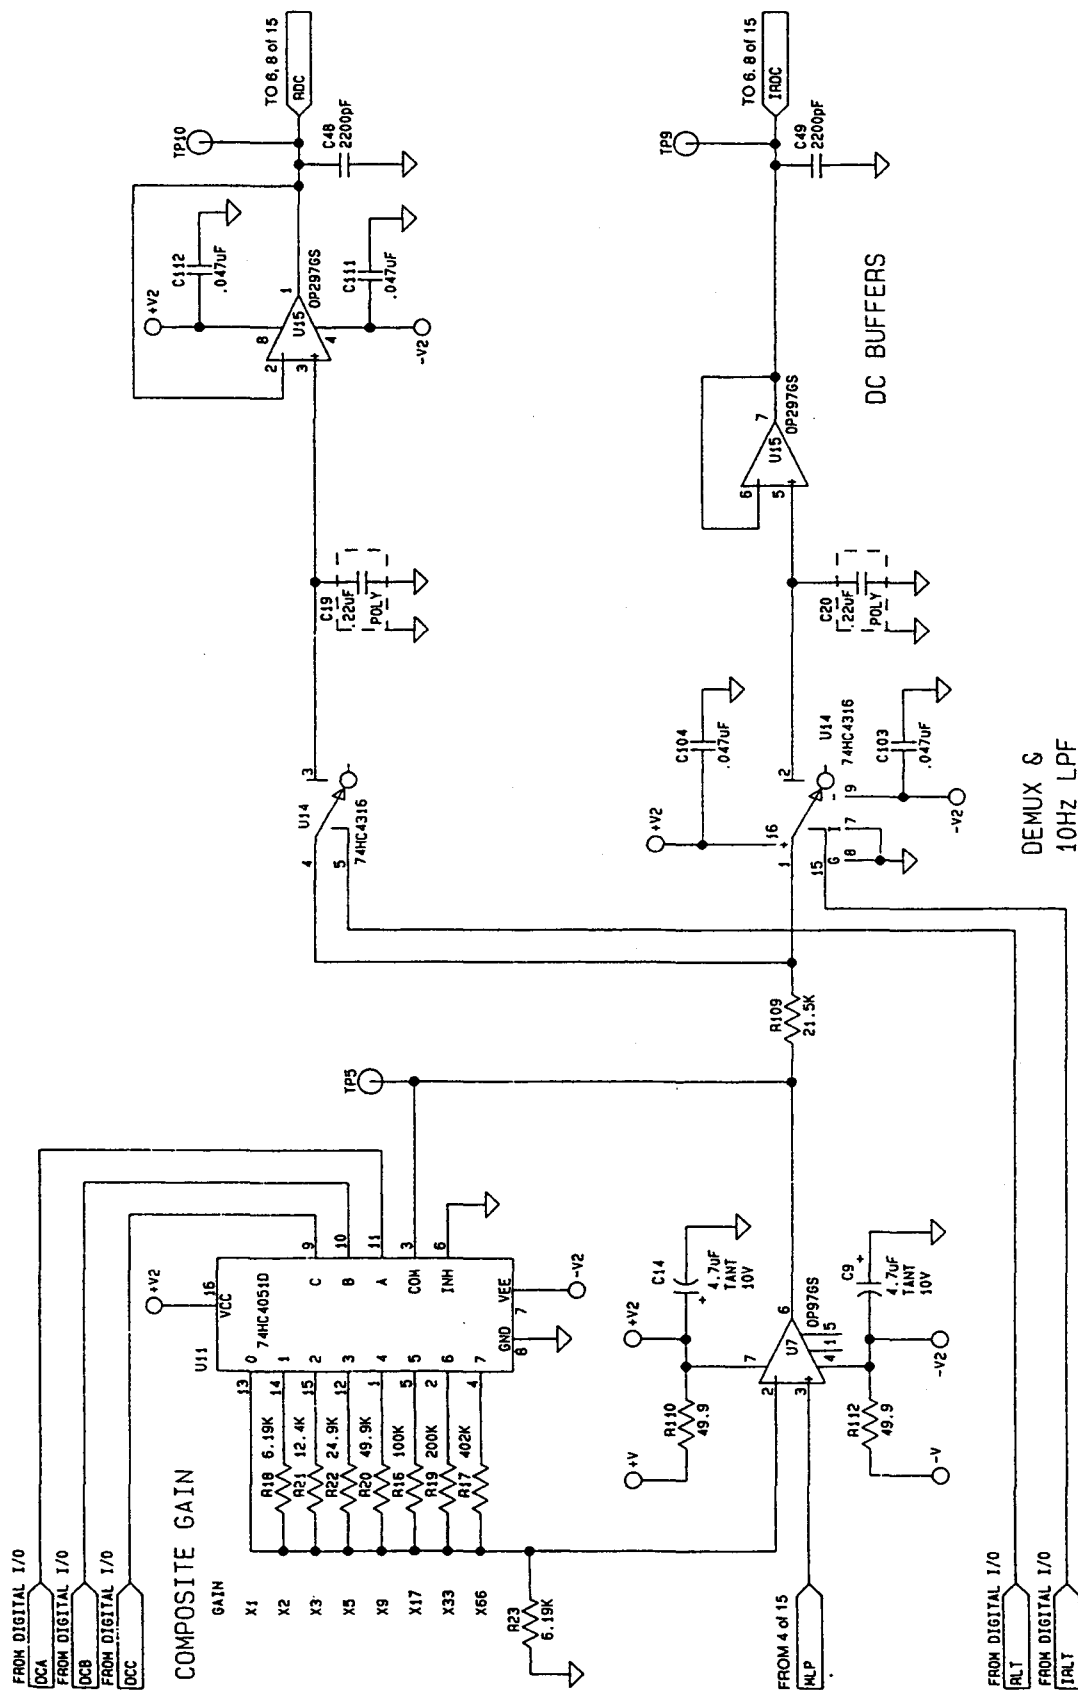 FROM DIGITAL I/O
DCA
FROM DIGITAL I/O
DCB
FROM DIGITAL I/O
DCC
COMPOSITE GAIN
GAIN
X1
X2
X3
X5
X9
X17
X33
X66
R18 6.19K
R21 12.4K
R22 24.9K
R20 49.9K
R16 100K
R19 200K
R17 402K
R23
6.19K
U11
74HC4051D
+V2
16
VCC
13 0
14 1
15 2
12 3
1 4
5 5
2 6
4 7
C 9
B 10
A 11
COM 3
INH 6
GND
8
VEE
7
-V2
TP5
FROM 4 of 15
MLP
+V
R110
49.9
+V2
C14
+
4.7uF
TANT
10V
2
3
7
U7
OP97GS
6
4
1
5
R112
49.9
-V
-V2
C9
+
4.7uF
TANT
10V
R109
21.5K
FROM DIGITAL I/O
RLT
FROM DIGITAL I/O
IRLT
U14
4
3
5
74HC4316
+V2
C104
.047uF
16
+
1
2
U14
74HC4316
15
G 8
I 7
- 9
C103
.047uF
-V2
DEMUX &
10Hz LPF
C19
.22uF
POLY
C20
.22uF
POLY
+V2
C112
.047uF
8
2
3
+
U15
1
OP297GS
4
C111
.047uF
-V2
6
5
+
U15
7
OP297GS
DC BUFFERS
TP10
C48
2200pF
TO 6, 8 of 15
RDC
TP9
C49
2200pF
TO 6, 8 of 15
IRDC